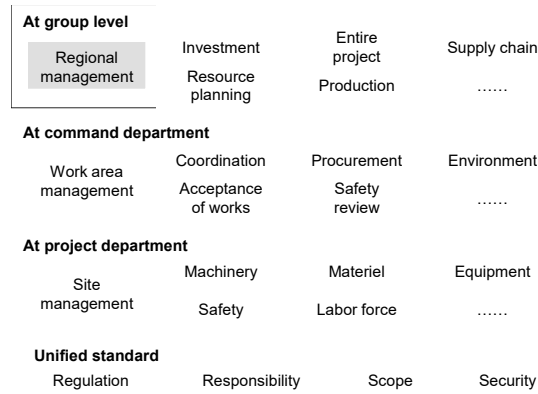 At group level
Regional
management
Investment
Entire
project
Supply chain
Resource
planning
Production
……
At command department
Work area
management
Coordination
Procurement
Environment
Acceptance
of works
Safety
review
……
At project department
Site
management
Machinery
Materiel
Equipment
Safety
Labor force
……
Unified standard
Regulation
Responsibility
Scope
Security